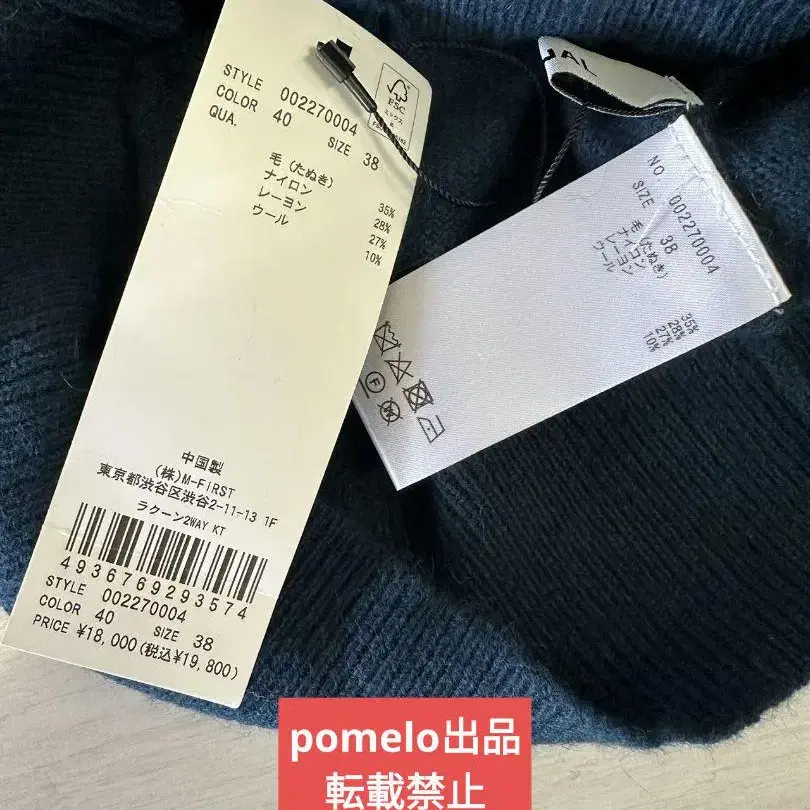 STYLE 002270004
COLOR 40 SIZE 38
QUA.
毛(たぬき) 35%
ナイロン 28%
レーヨン 27%
ウール 10%
中国製
(株)M-FIRST
東京都渋谷区渋谷2-11-13 1F
ラクーン2WAY KT
4936769293574
STYLE 002270004
COLOR 40 SIZE 38
PRICE ¥18,000(税込¥19,800)
FSC
ミックス
NO. 002270004
SIZE 38
毛(たぬき) 35%
ナイロン 28%
レーヨン 27%
ウール 10%
F
pomelo出品
転載禁止